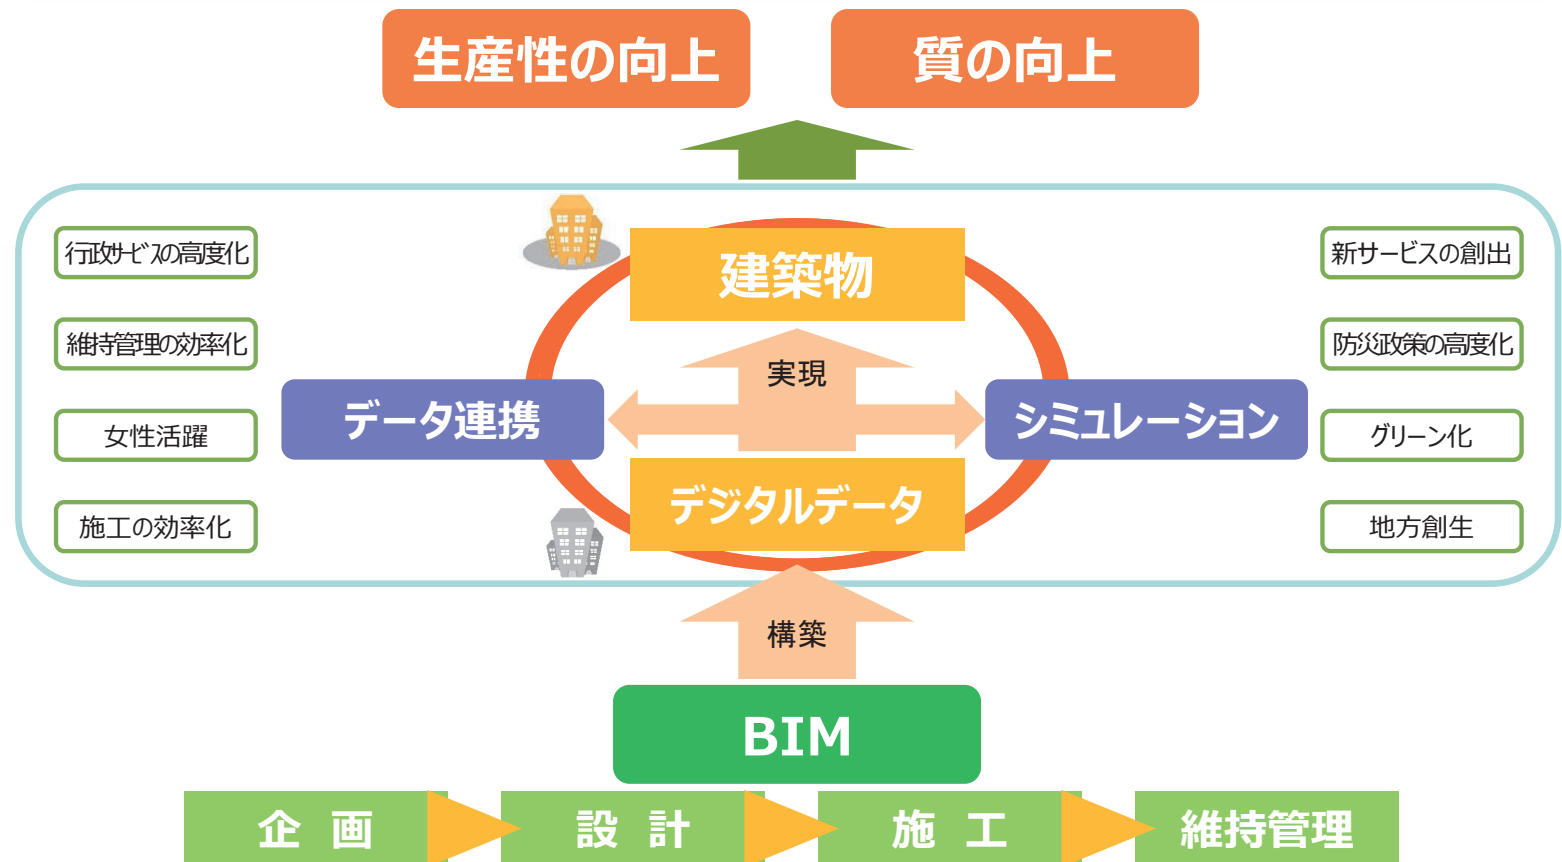 生産性の向上
質の向上
行政サービスの高度化
維持管理の効率化
女性活躍
施工の効率化
建築物
実現
データ連携
シミュレーション
デジタルデータ
新サービスの創出
防災政策の高度化
グリーン化
地方創生
構築
BIM
企 画
設 計
施 工
維持管理